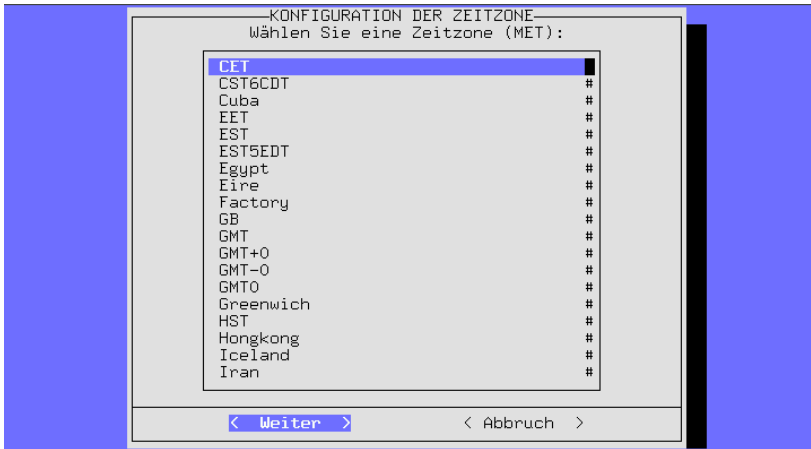 KONFIGURATION DER ZEITZONE
Wählen Sie eine Zeitzone (MET):
CET
CST6CDT #
Cuba #
EET #
EST #
EST5EDT #
Egypt #
Eire #
Factory #
GB #
GMT #
GMT+0 #
GMT-0 #
GMT0 #
Greenwich #
HST #
Hongkong #
Iceland #
Iran #
< Weiter > < Abbruch >